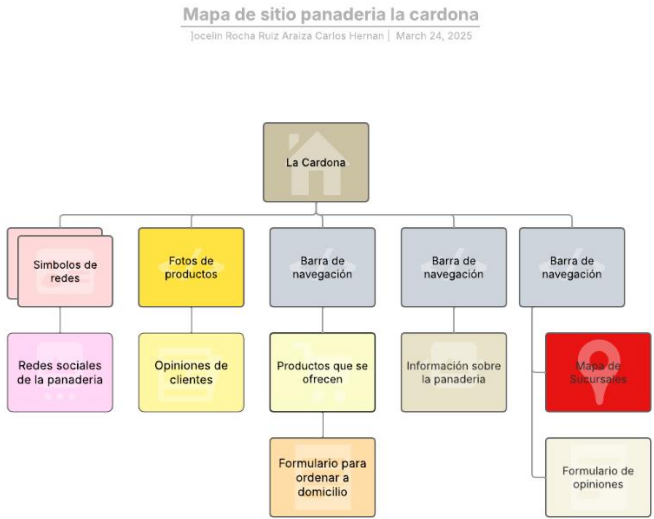 Mapa de sitio panaderia la cardona
Jocelin Rocha Ruiz Araiza Carlos Hernan | March 24, 2025
La Cardona
Simbolos de
redes
Fotos de
productos
Barra de
navegación
Barra de
navegación
Barra de
navegación
Redes sociales
de la panaderia
Opiniones de
clientes
Productos que se
ofrecen
Información sobre
la panaderia
Mapa de
Sucursales
Formulario para
ordenar a
domicilio
Formulario de
opiniones